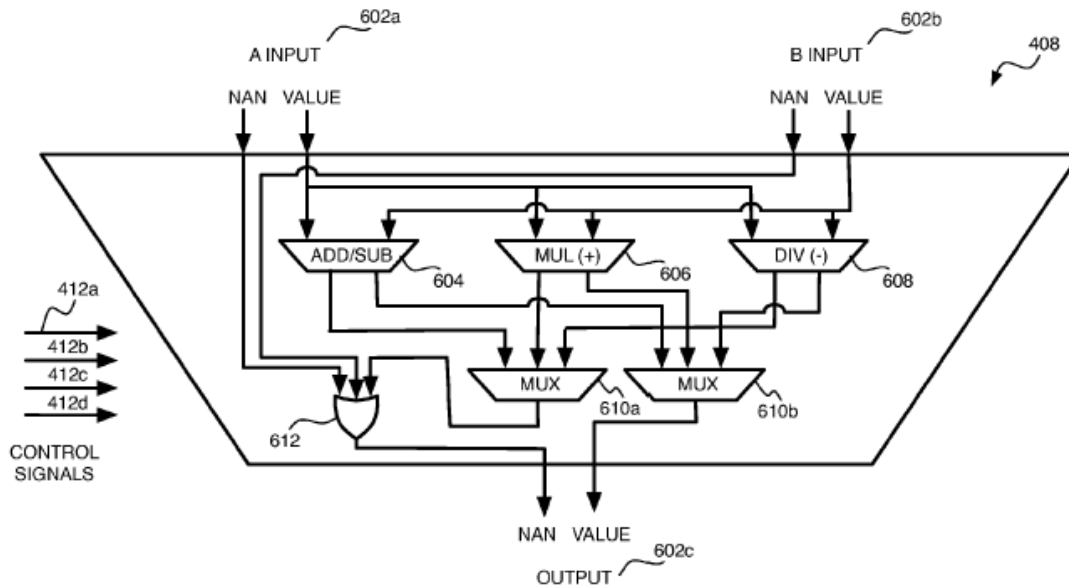 602a
602b
A INPUT
B INPUT
408
NAN VALUE
NAN VALUE
ADD/SUB
MUL (+)
DIV (-)
604
606
608
412a
412b
412c
412d
MUX
MUX
610a
610b
612
CONTROL
SIGNALS
NAN VALUE
602c
OUTPUT